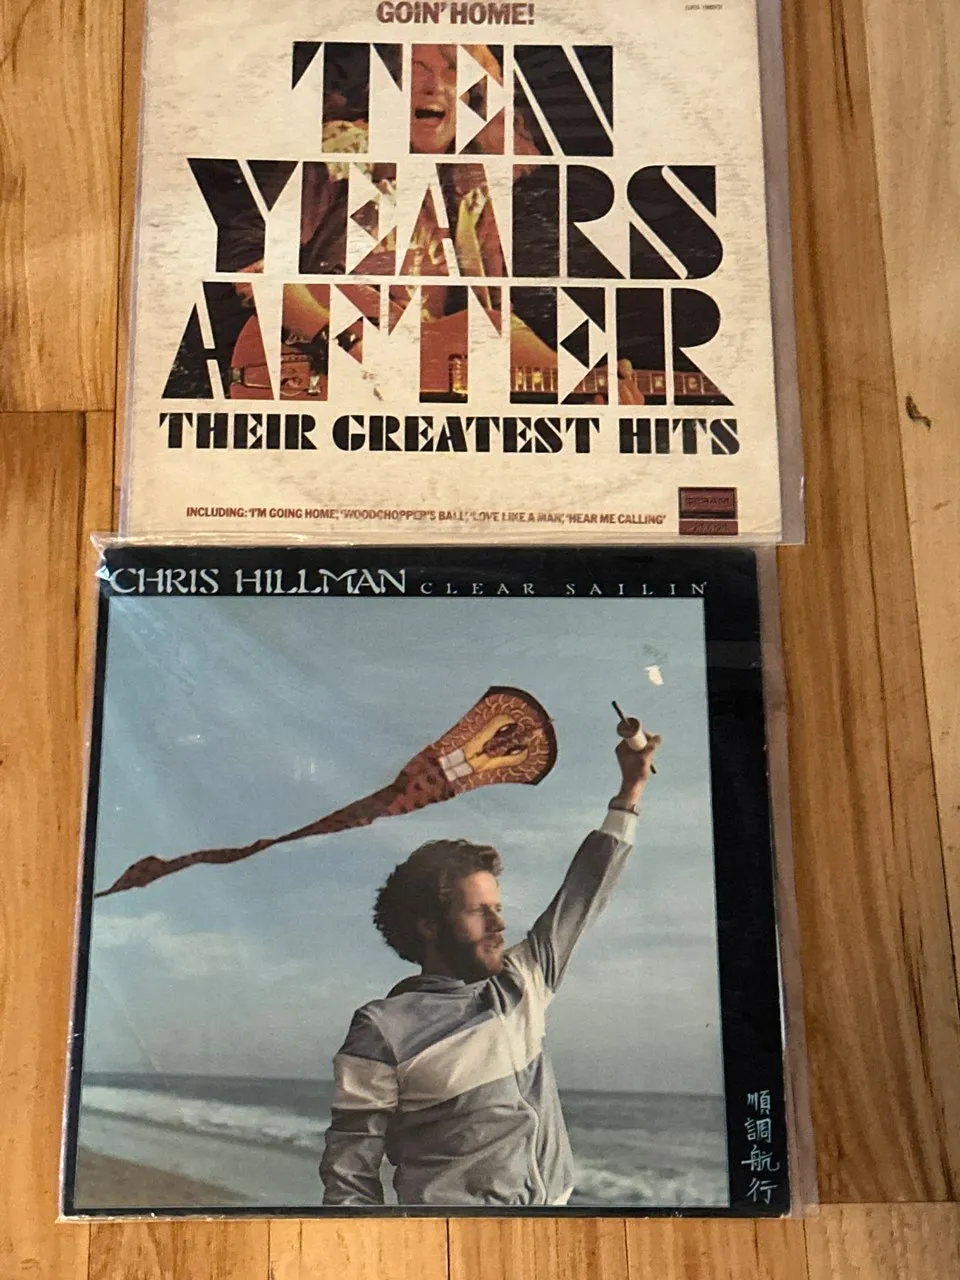 GOIN' HOME!
TEN
YEARS
AFTER
THEIR GREATEST HITS
INCLUDING: 'I'M GOING HOME,' 'WOODCHOPPER'S BALL,' 'LOVE LIKE A MAN,' 'HEAR ME CALLING'
DERAM
CHRIS HILLMAN CLEAR SAILIN'
順調航行